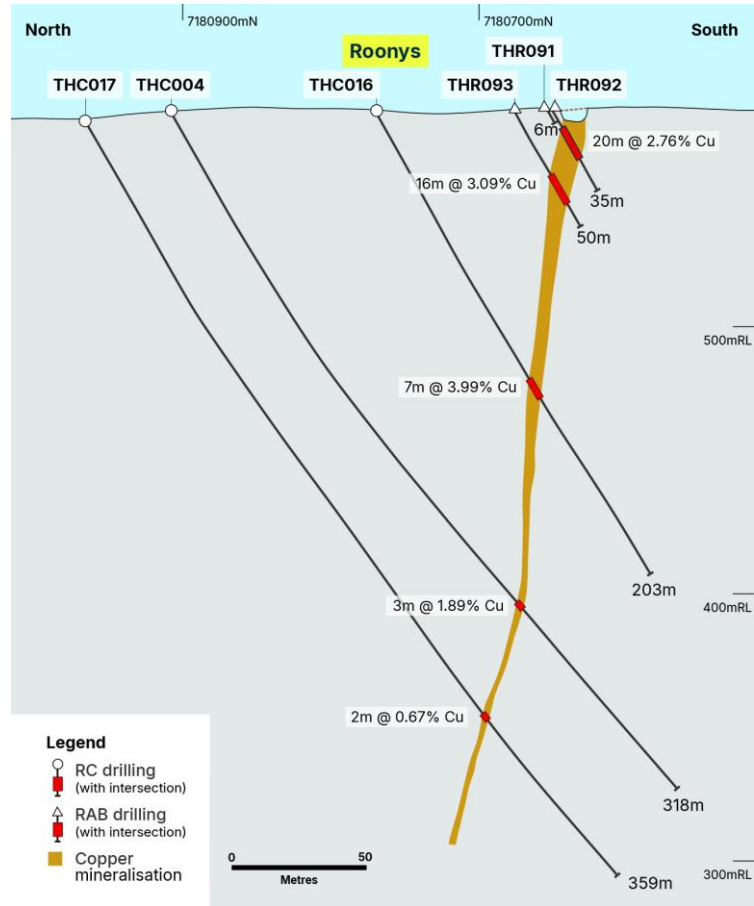 7180900mN
7180700mN
North
South
Roonys
THR091
THC017
THC004
THC016
THR093
THR092
6m
20m @ 2.76% Cu
16m @ 3.09% Cu
35m
50m
500mRL
7m @ 3.99% Cu
203m
400mRL
3m @ 1.89% Cu
2m @ 0.67% Cu
318m
359m
300mRL
Legend
RC drilling
(with intersection)
RAB drilling
(with intersection)
Copper
mineralisation
0
50
Metres